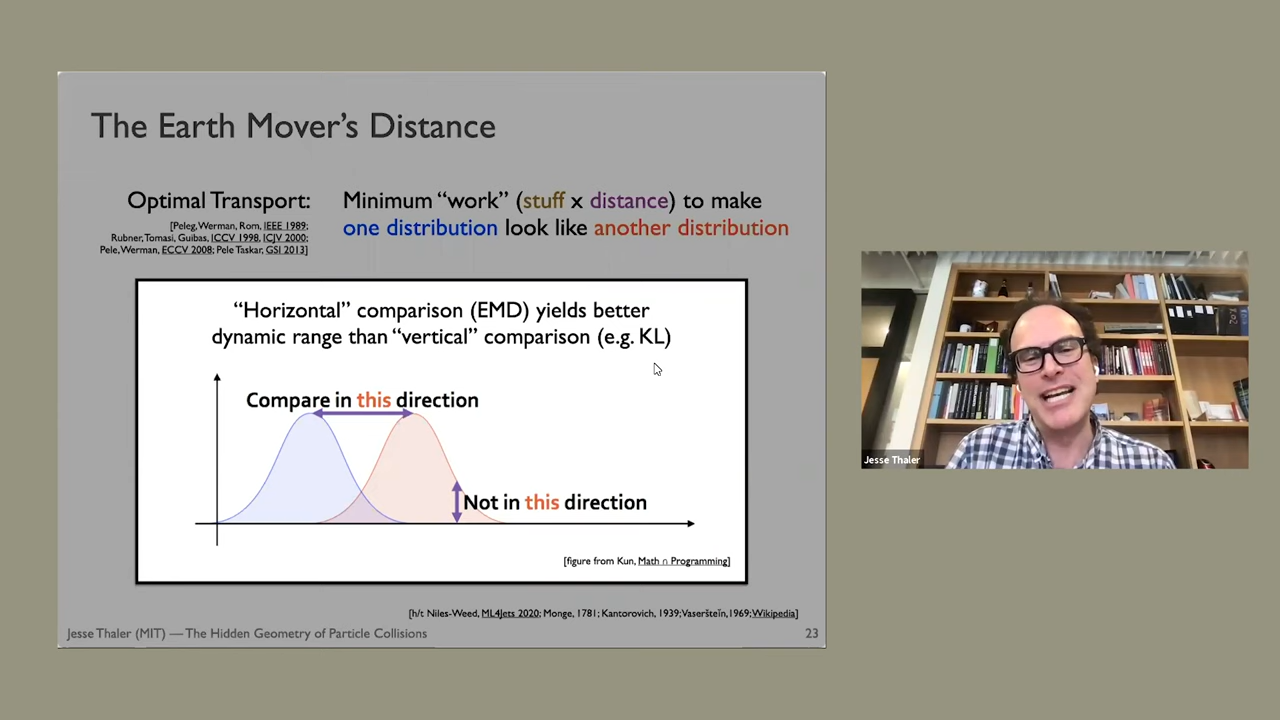 The Earth Mover's Distance
Optimal Transport:
[Peleg, Werman, Rom, IEEE 1989;
Rubner, Tomasi, Guibas, ICCV 1998, ICJV 2000;
Pele, Werman, ECCV 2008; Pele Taskar, GSI 2013]
Minimum “work” (stuff x distance) to make
one distribution look like another distribution
“Horizontal” comparison (EMD) yields better
dynamic range than “vertical” comparison (e.g. KL)
Compare in this direction
Not in this direction
[figure from Kun, Math ∩ Programming]
[h/t Niles-Weed, ML4Jets 2020; Monge, 1781; Kantorovich, 1939; Vaseršteĭn, 1969; Wikipedia]
Jesse Thaler (MIT) — The Hidden Geometry of Particle Collisions
23
Jesse Thaler